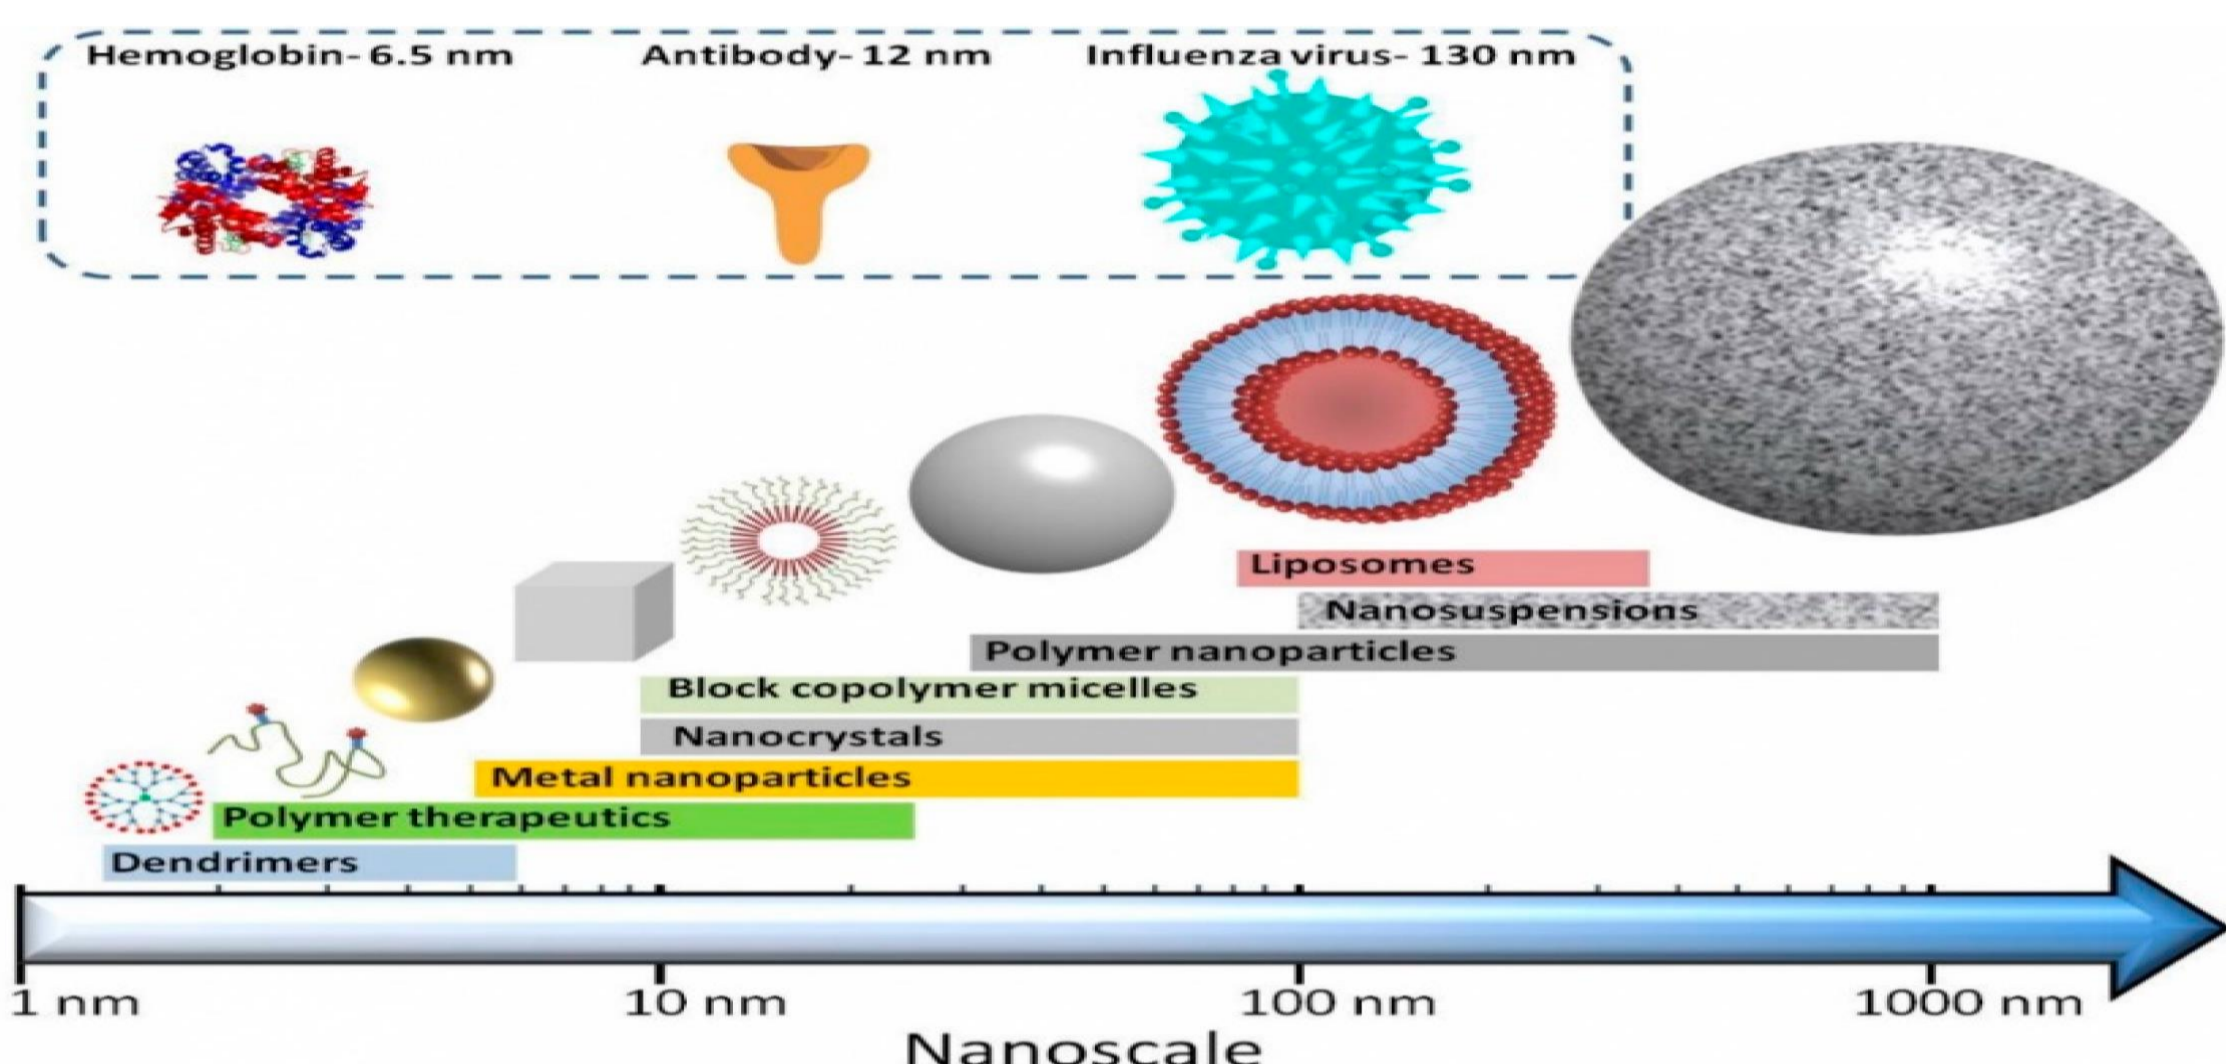 Hemoglobin- 6.5 nm
Antibody- 12 nm
Influenza virus- 130 nm
Liposomes
Nanosuspensions
Polymer nanoparticles
Block copolymer micelles
Nanocrystals
Metal nanoparticles
Polymer therapeutics
Dendrimers
1 nm
10 nm
100 nm
1000 nm
Nanoscale